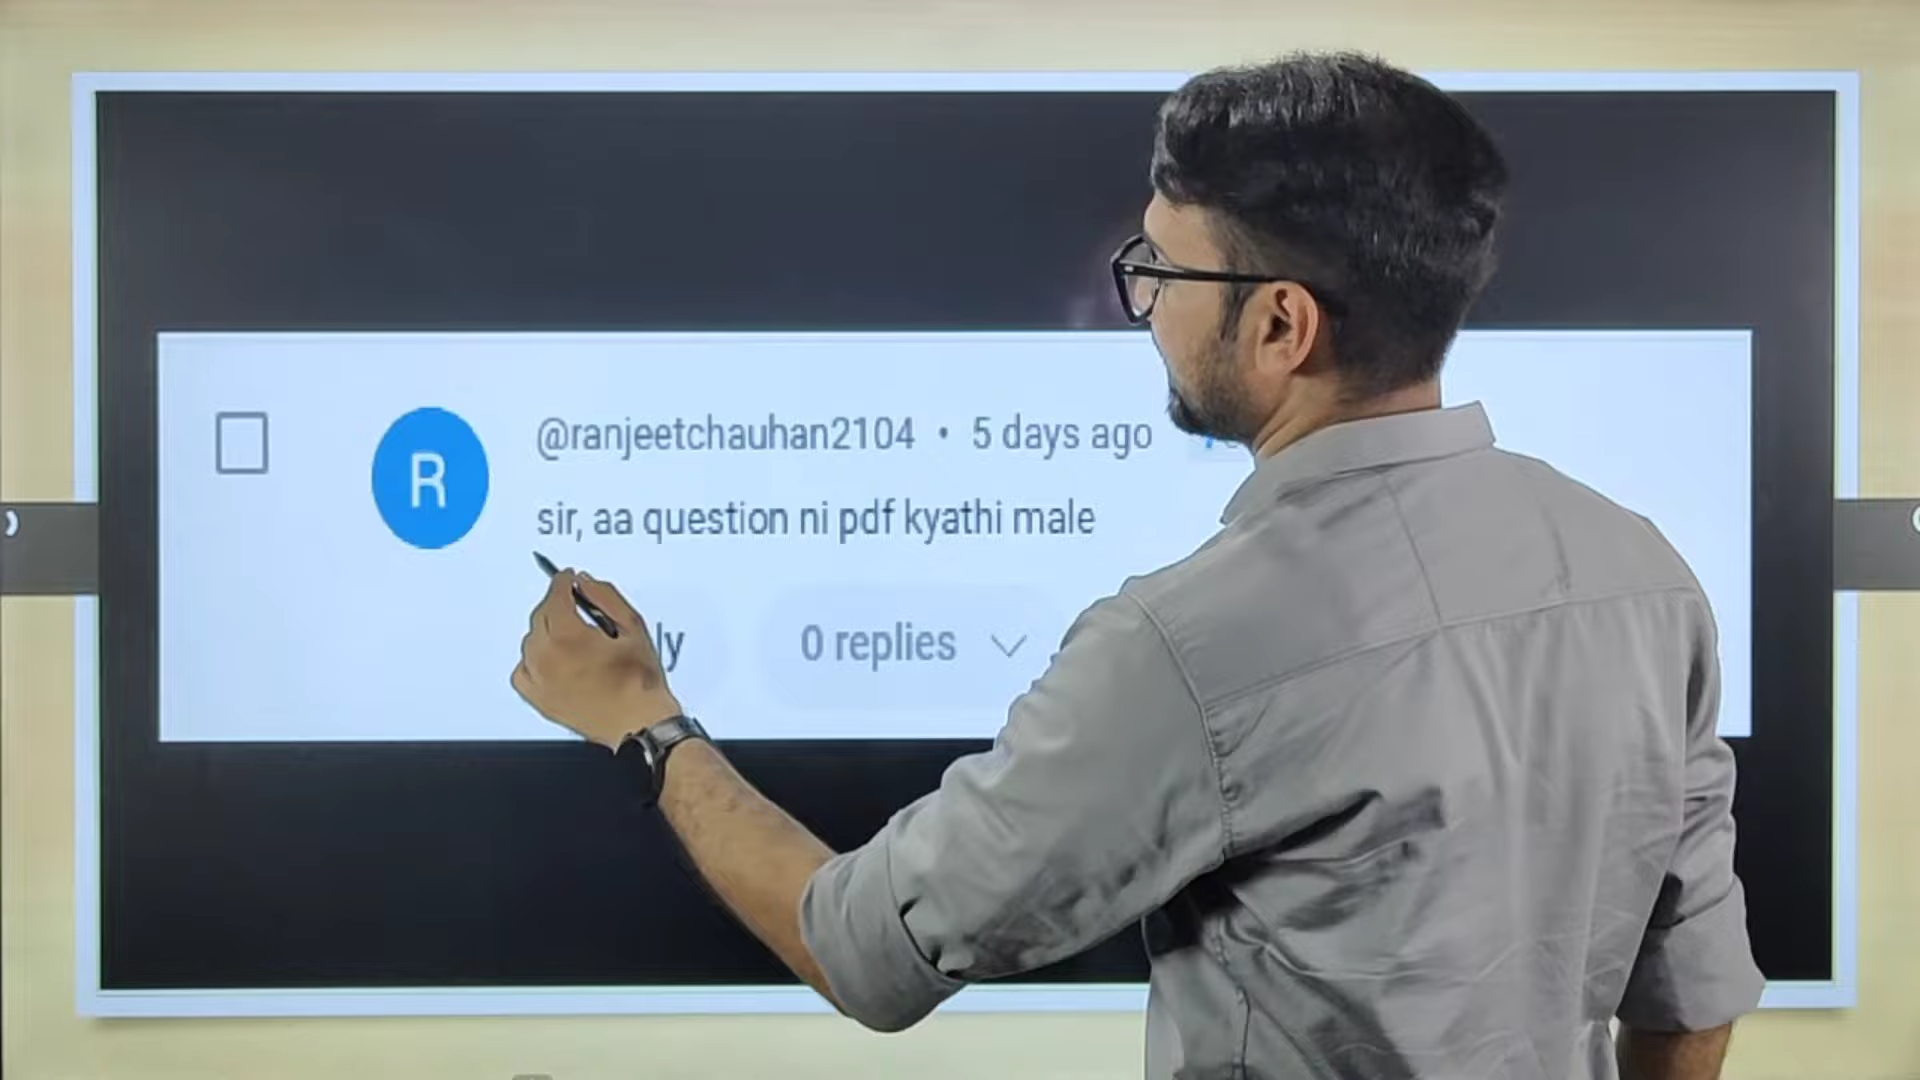 @ranjeetchauhan2104 • 5 days ago
R
sir, aa question ni pdf kyathi male
0 replies